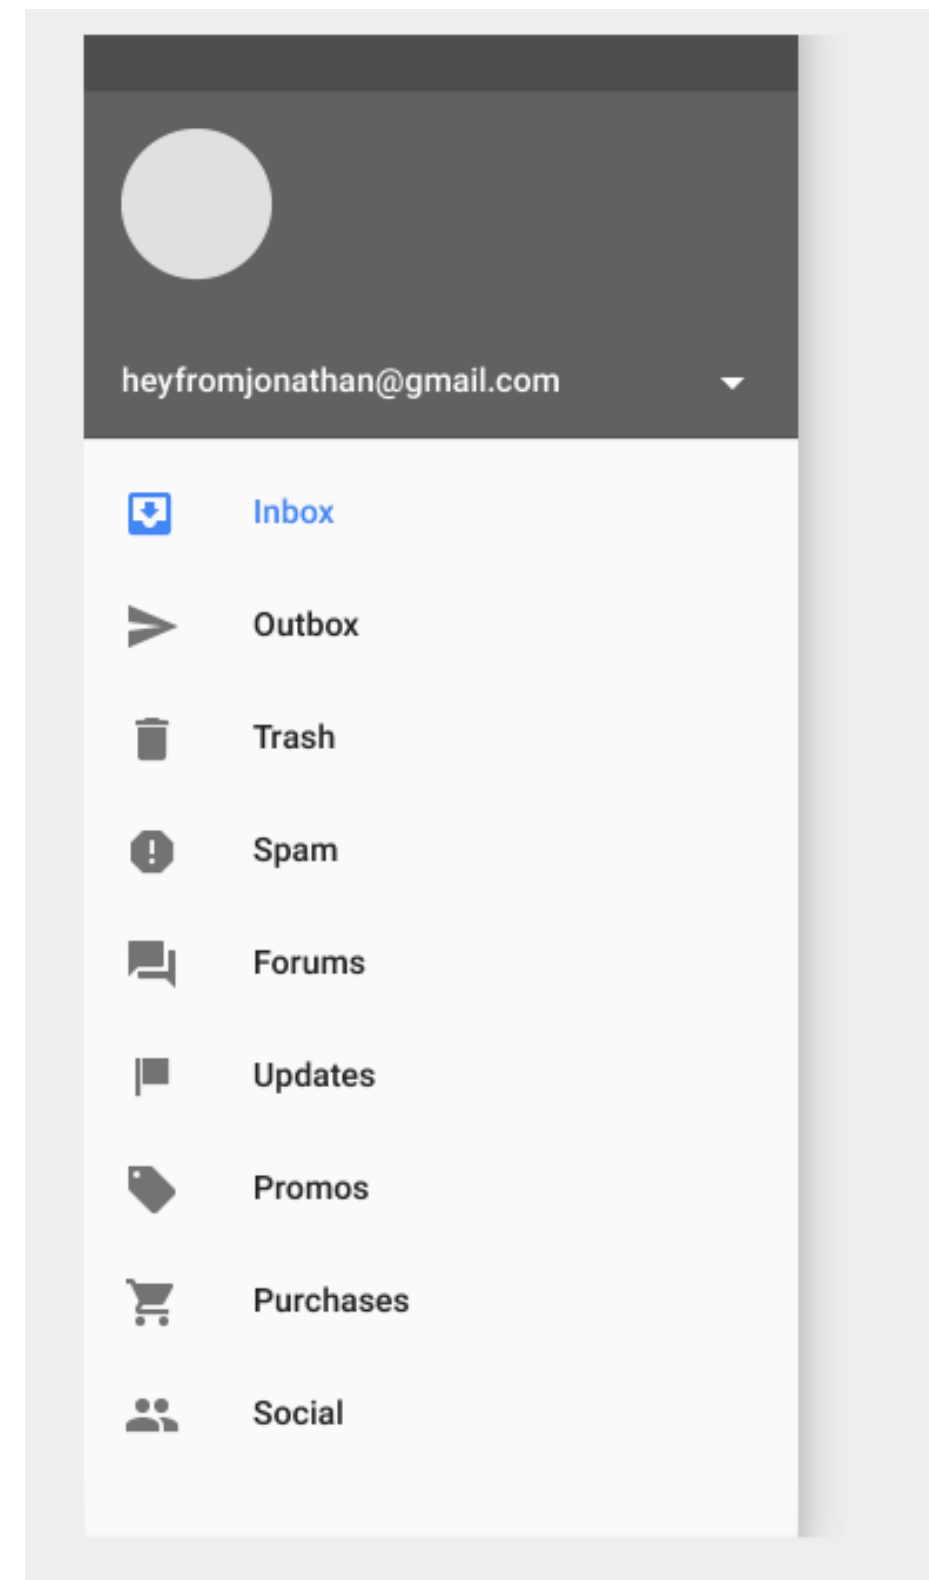 heyfromjonathan@gmail.com
Inbox
Outbox
Trash
Spam
Forums
Updates
Promos
Purchases
Social